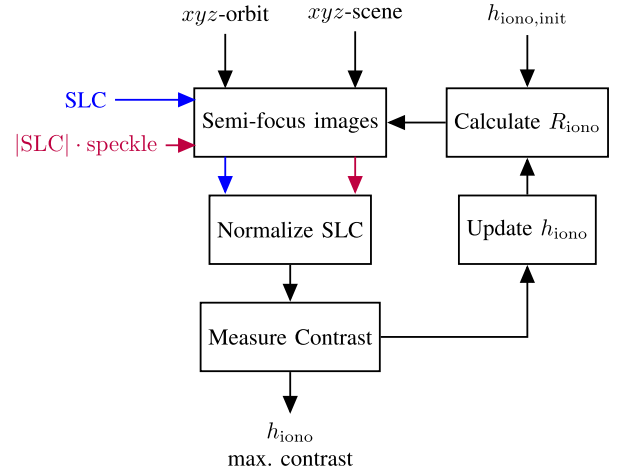 xyz-orbit
xyz-scene
h_iono,init
SLC
Semi-focus images
Calculate R_iono
|SLC| · speckle
Normalize SLC
Update h_iono
Measure Contrast
h_iono
max. contrast